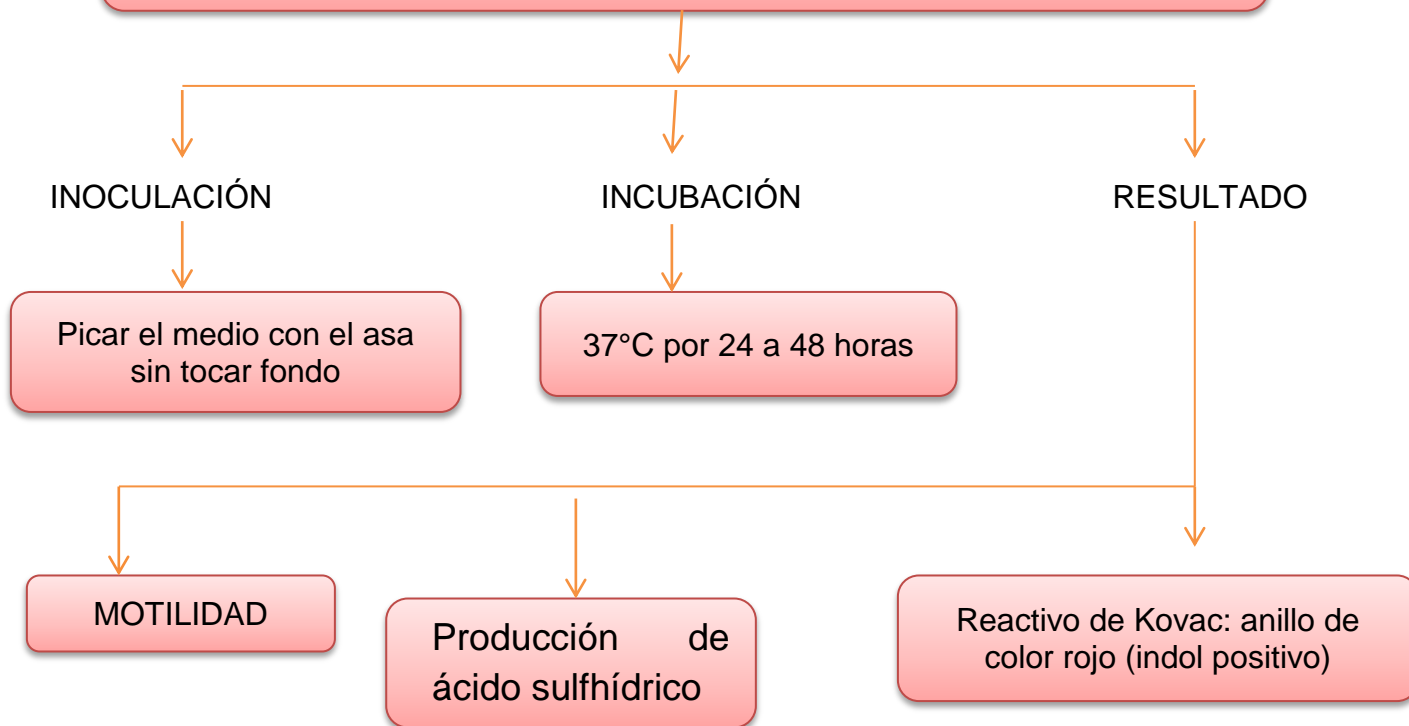 INOCULACIÓN
INCUBACIÓN
RESULTADO
Picar el medio con el asa
sin tocar fondo
37°C por 24 a 48 horas
MOTILIDAD
Producción de
ácido sulfhídrico
Reactivo de Kovac: anillo de
color rojo (indol positivo)